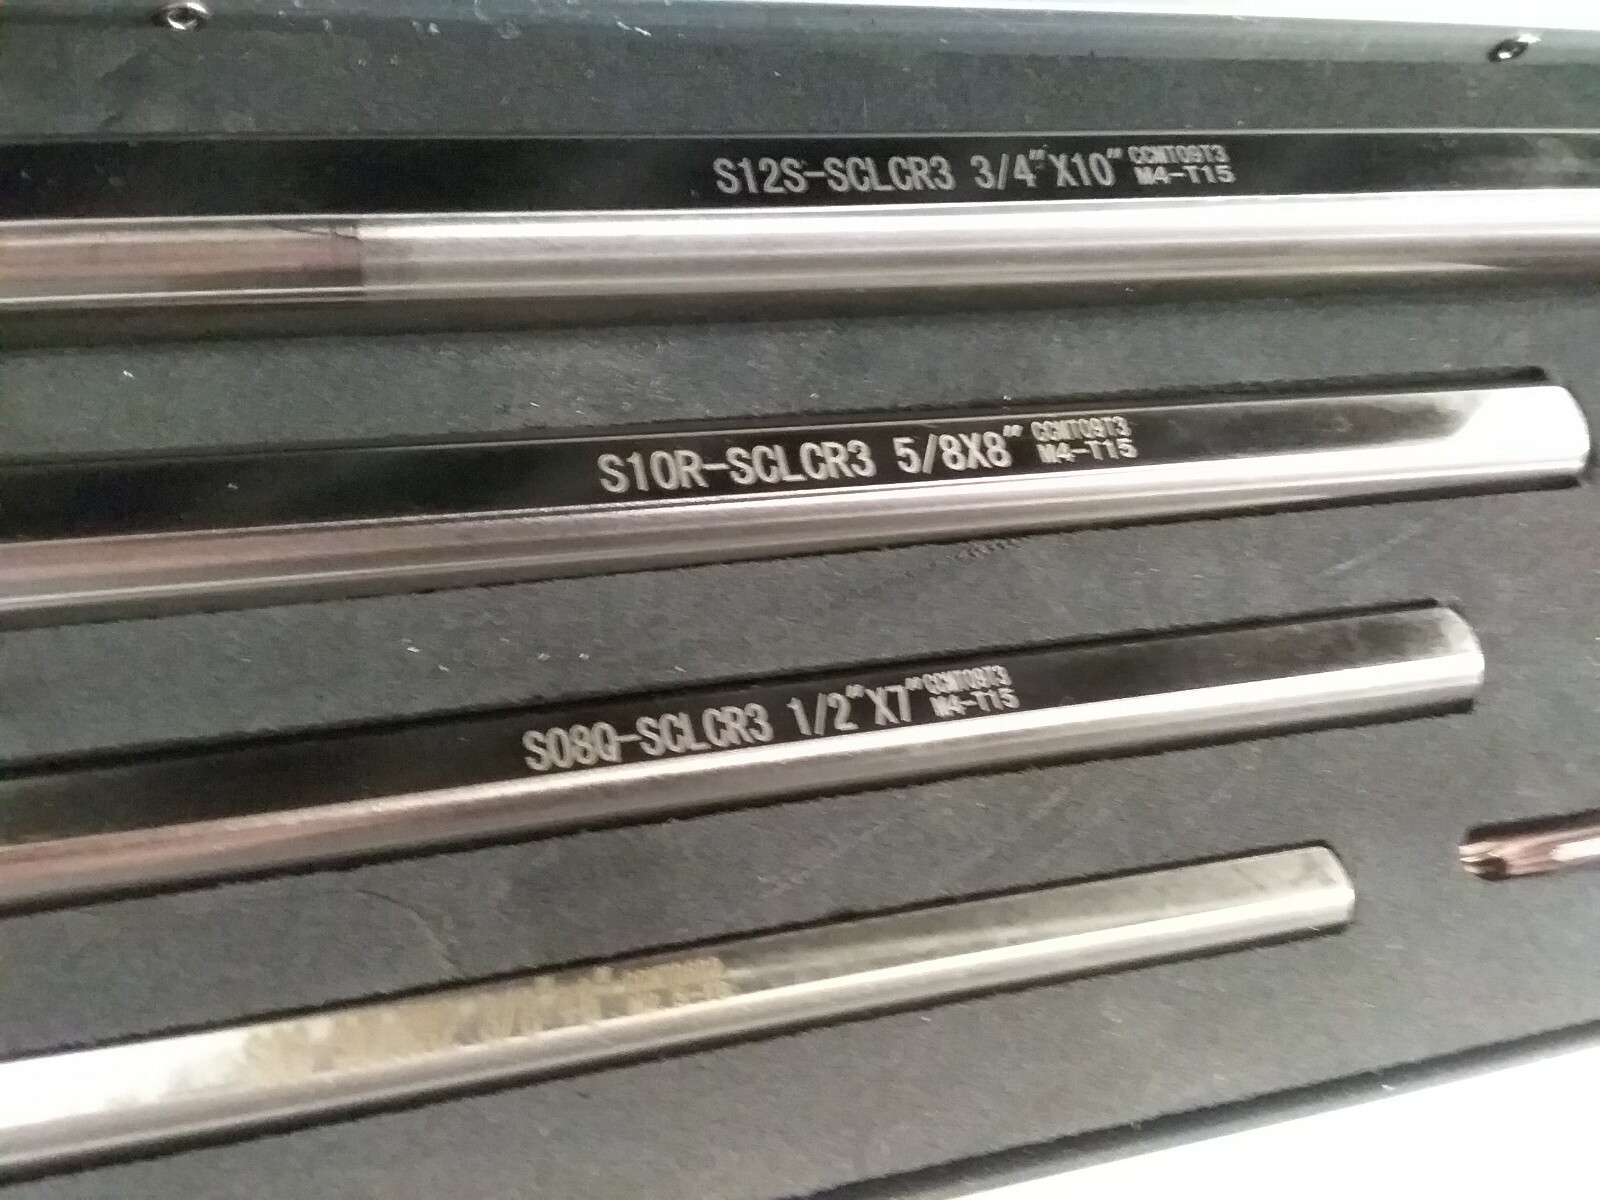 S12S-SCLCR3 3/4"X10" CCMT09T3
M4-T15
S10R-SCLCR3 5/8X8" CCMT09T3
M4-T15
S08Q-SCLCR3 1/2"X7" CCMT09T3
M4-T15